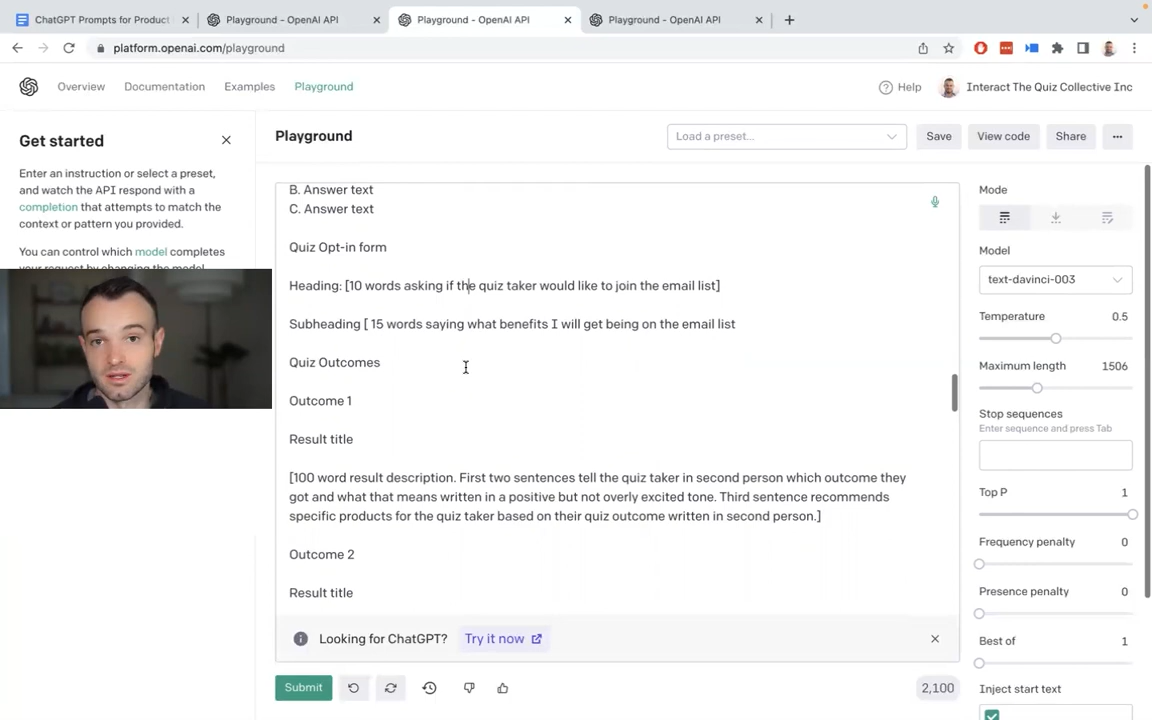 ChatGPT Prompts for Product
Playground - OpenAI API
Playground - OpenAI API
Playground - OpenAI API
platform.openai.com/playground
Overview
Documentation
Examples
Playground
Help
Interact The Quiz Collective Inc
Get started
Enter an instruction or select a preset,
and watch the API respond with a
completion that attempts to match the
context or pattern you provided.
You can control which model completes
your request by changing the model.
Playground
Load a preset...
Save
View code
Share
B. Answer text
C. Answer text
Quiz Opt-in form
Heading: [10 words asking if the quiz taker would like to join the email list]
Subheading [ 15 words saying what benefits I will get being on the email list
Quiz Outcomes
Outcome 1
Result title
[100 word result description. First two sentences tell the quiz taker in second person which outcome they
got and what that means written in a positive but not overly excited tone. Third sentence recommends
specific products for the quiz taker based on their quiz outcome written in second person.]
Outcome 2
Result title
Looking for ChatGPT?
Try it now
Submit
2,100
Mode
Model
text-davinci-003
Temperature
0.5
Maximum length
1506
Stop sequences
Enter sequence and press Tab
Top P
1
Frequency penalty
0
Presence penalty
0
Best of
1
Inject start text